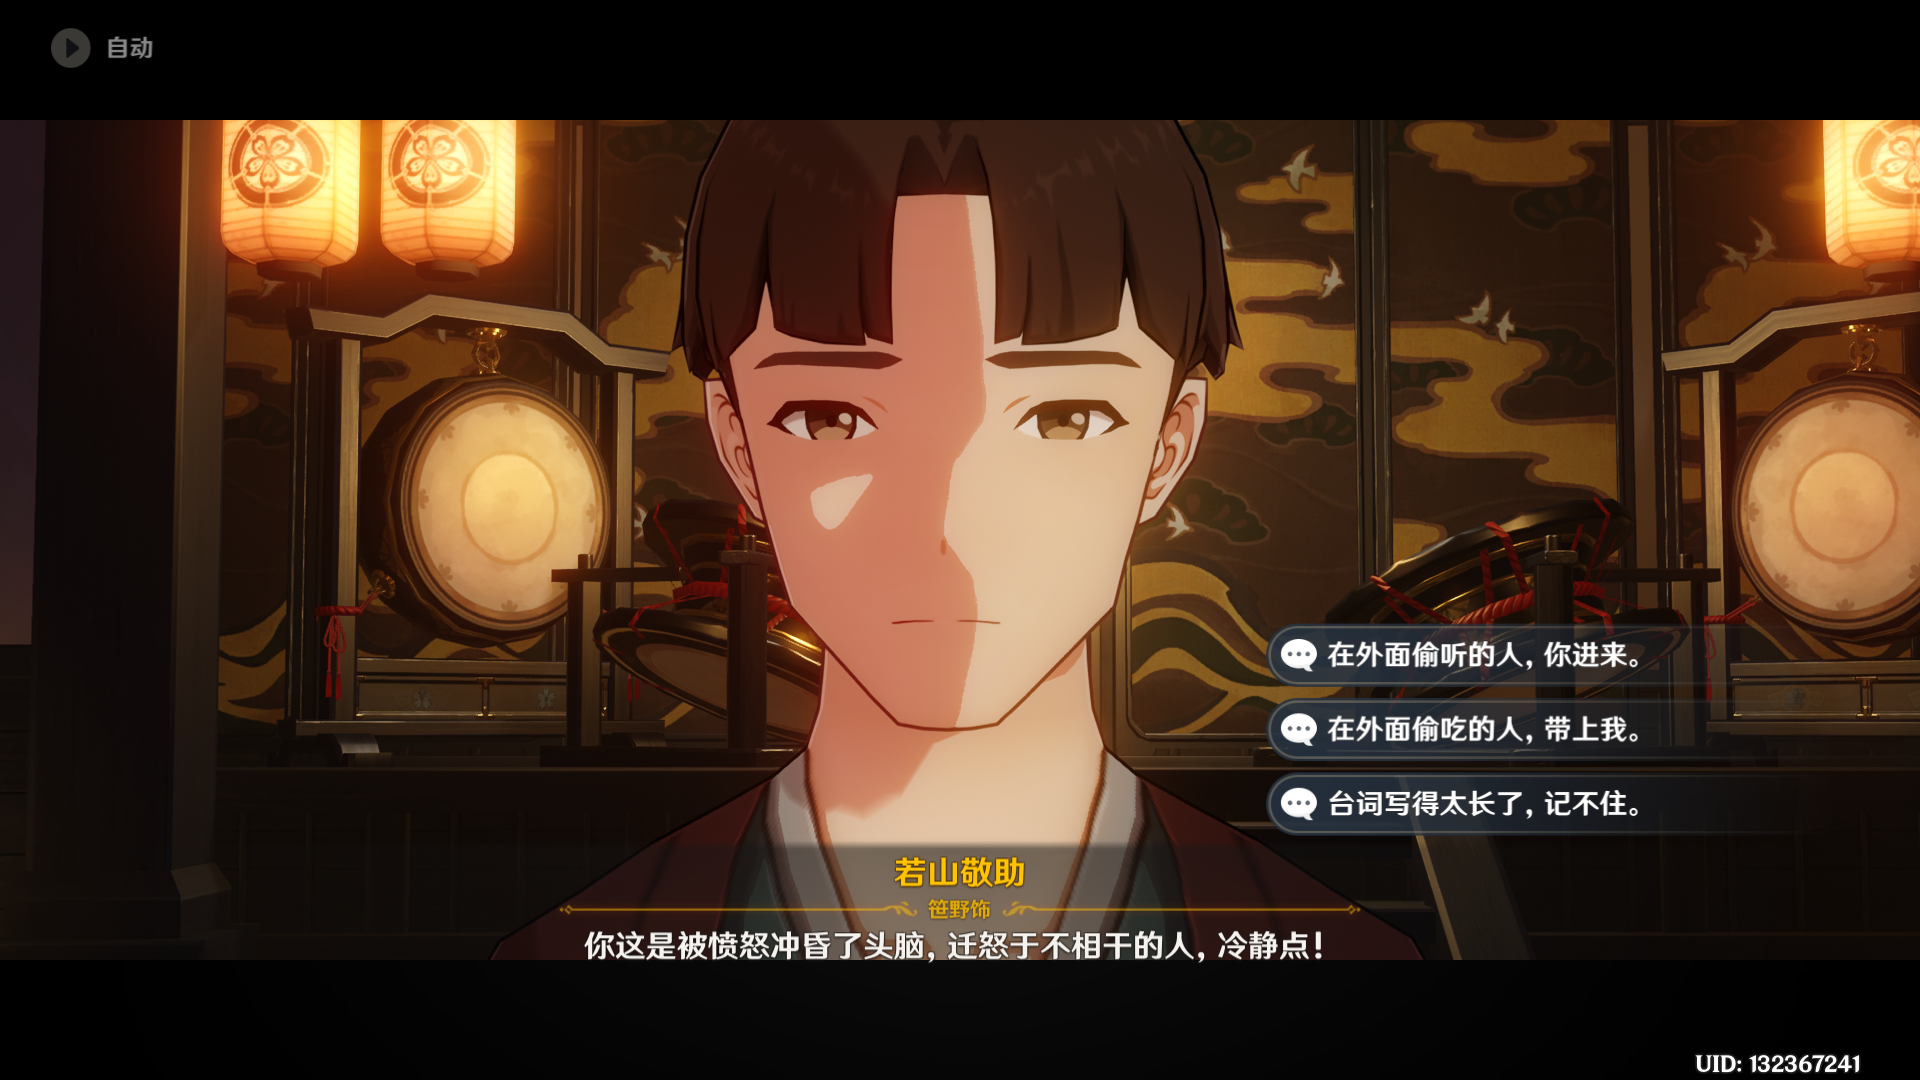 自动
在外面偷听的人，你进来。
在外面偷吃的人，带上我。
台词写得太长了，记不住。
若山敬助
笹野饰
你这是被愤怒冲昏了头脑，迁怒于不相干的人，冷静点！
UID: 132367241